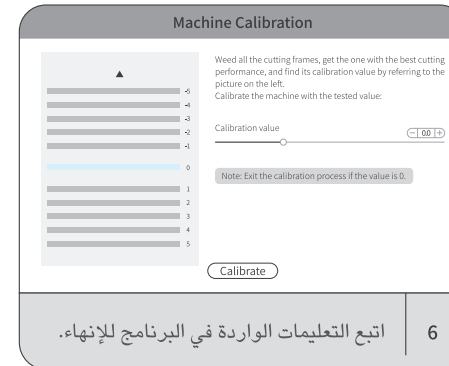 Machine Calibration
Weed all the cutting frames, get the one with the best cutting
performance, and find its calibration value by referring to the
picture on the left.
Calibrate the machine with the tested value:
-5
-4
-3
-2
-1
0
1
2
3
4
5
Calibration value
− 0.0 +
Note: Exit the calibration process if the value is 0.
Calibrate
6 اتبع التعليمات الواردة في البرنامج للإنهاء.